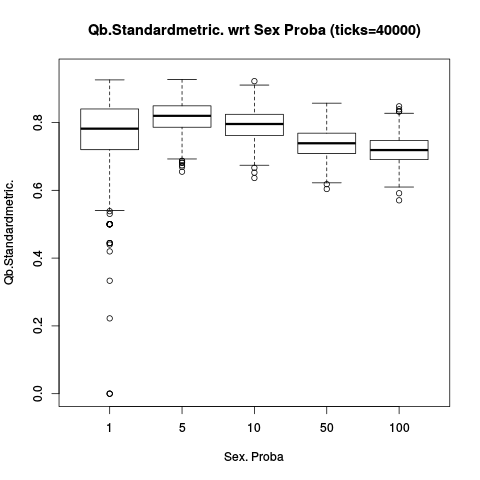 Qb.Standardmetric. wrt Sex Proba (ticks=40000)
Qb.Standardmetric.
0.8
0.6
0.4
0.2
0.0
1 5 10 50 100
Sex. Proba